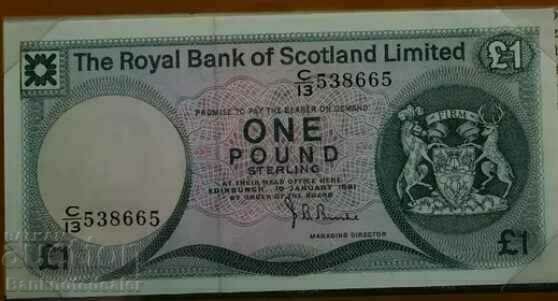 The Royal Bank of Scotland Limited
£1
C/13 538665
PROMISE TO PAY THE BEARER ON DEMAND
ONE
POUND
STERLING
AT THEIR HEAD OFFICE HERE
EDINBURGH, 10 JANUARY 1981
BY ORDER OF THE BOARD
FIRM
C/13 538665
MANAGING DIRECTOR
£1
£1